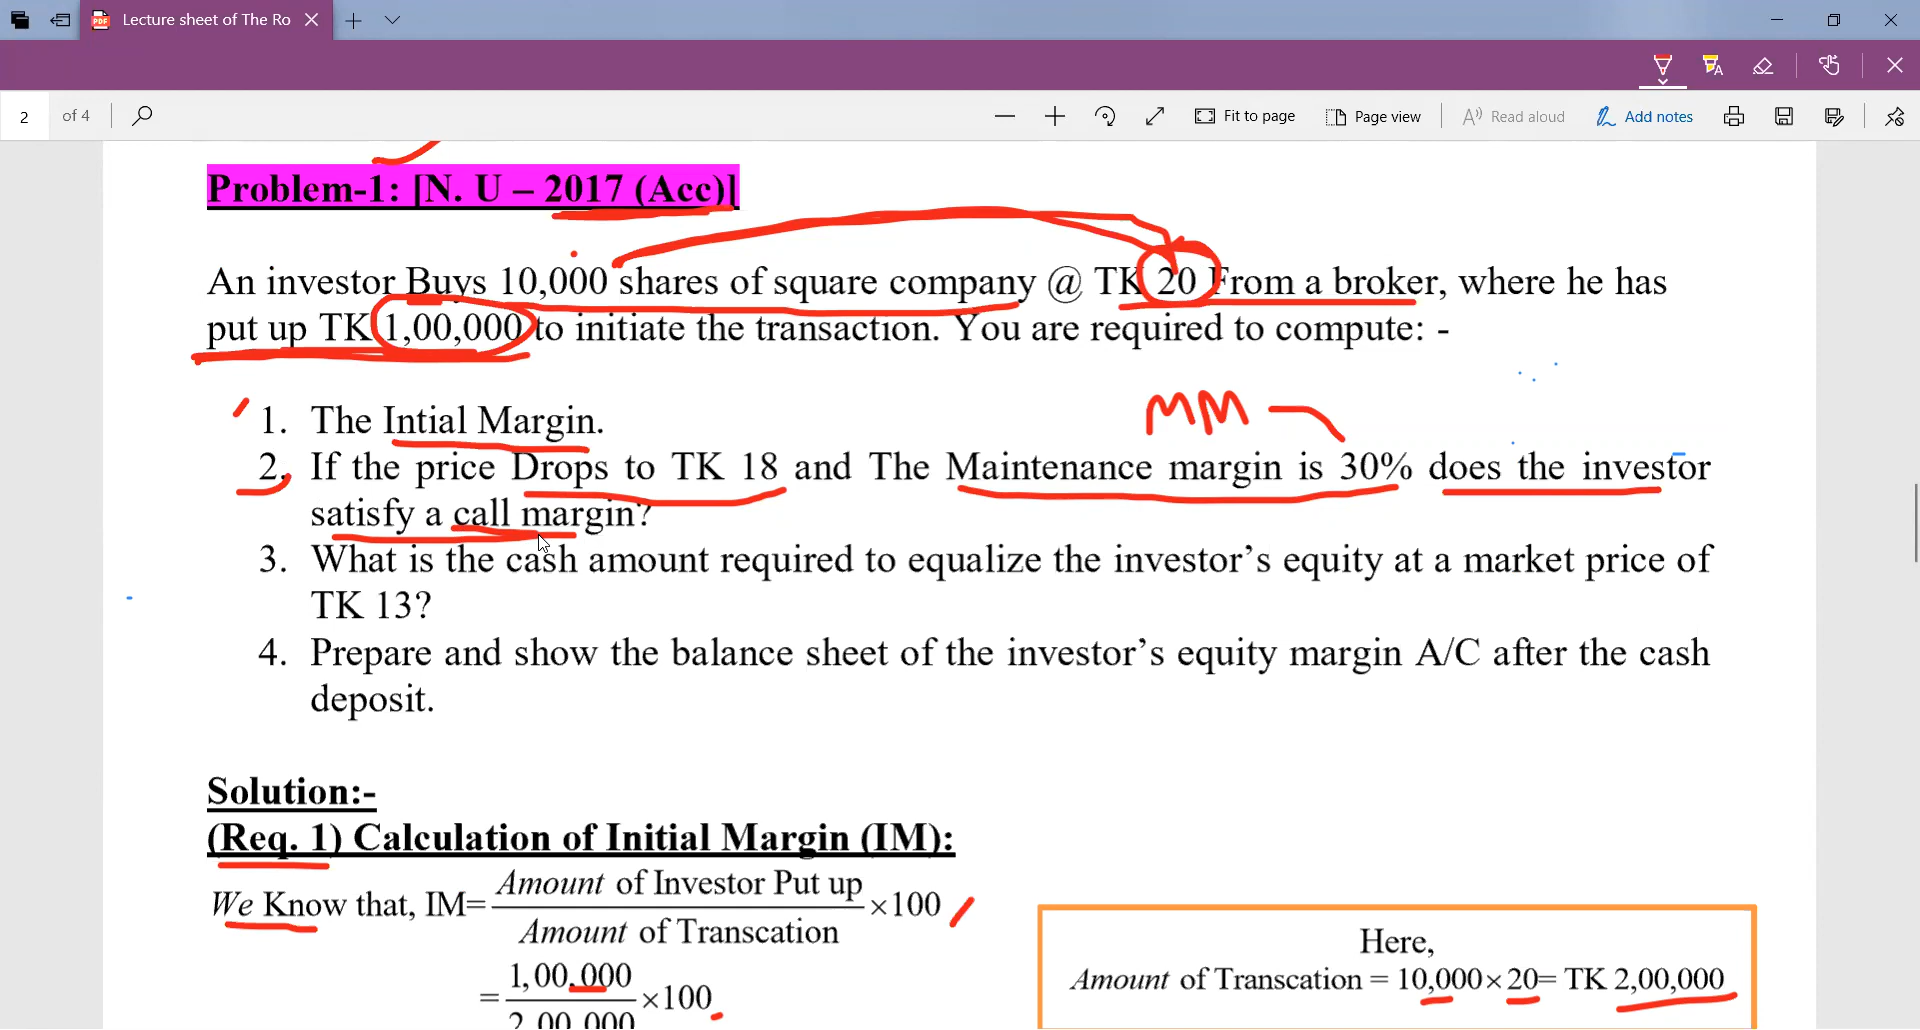 Lecture sheet of The Ro
2 of 4
Fit to page
Page view
Read aloud
Add notes
Problem-1: [N. U – 2017 (Acc)]
An investor Buys 10,000 shares of square company @ TK 20 From a broker, where he has
put up TK 1,00,000 to initiate the transaction. You are required to compute: -
MM
1. The Intial Margin.
2. If the price Drops to TK 18 and The Maintenance margin is 30% does the investor
satisfy a call margin?
3. What is the cash amount required to equalize the investor’s equity at a market price of
TK 13?
4. Prepare and show the balance sheet of the investor’s equity margin A/C after the cash
deposit.
Solution:-
(Req. 1) Calculation of Initial Margin (IM):
Amount of Investor Put up
We Know that, IM= ×100
Amount of Transcation
1,00,000
= ×100
2,00,000
Here,
Amount of Transcation = 10,000×20= TK 2,00,000